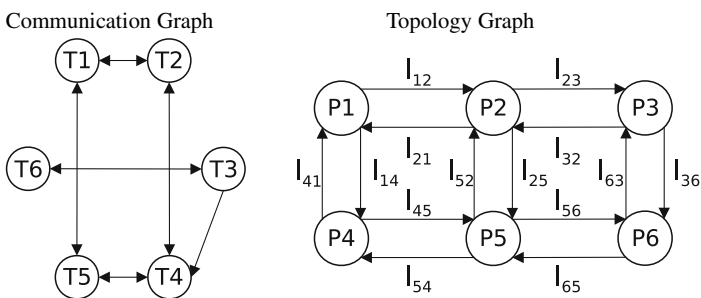 Communication Graph
Topology Graph
T1 T2
T6 T3
T5 T4
l12 l23
P1 P2 P3
l21 l32
l41 l14 l52 l25 l63 l36
l45 l56
P4 P5 P6
l54 l65